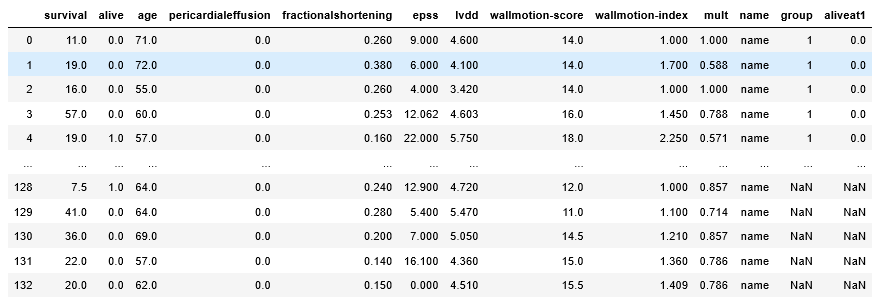 survival alive age pericardialeffusion fractionalshortening epss lvdd wallmotion-score wallmotion-index mult name group aliveat1
0 11.0 0.0 71.0 0.0 0.260 9.000 4.600 14.0 1.000 1.000 name 1 0.0
1 19.0 0.0 72.0 0.0 0.380 6.000 4.100 14.0 1.700 0.588 name 1 0.0
2 16.0 0.0 55.0 0.0 0.260 4.000 3.420 14.0 1.000 1.000 name 1 0.0
3 57.0 0.0 60.0 0.0 0.253 12.062 4.603 16.0 1.450 0.788 name 1 0.0
4 19.0 1.0 57.0 0.0 0.160 22.000 5.750 18.0 2.250 0.571 name 1 0.0
... ... ... ... ... ... ... ... ... ... ... ... ... ...
128 7.5 1.0 64.0 0.0 0.240 12.900 4.720 12.0 1.000 0.857 name NaN NaN
129 41.0 0.0 64.0 0.0 0.280 5.400 5.470 11.0 1.100 0.714 name NaN NaN
130 36.0 0.0 69.0 0.0 0.200 7.000 5.050 14.5 1.210 0.857 name NaN NaN
131 22.0 0.0 57.0 0.0 0.140 16.100 4.360 15.0 1.360 0.786 name NaN NaN
132 20.0 0.0 62.0 0.0 0.150 0.000 4.510 15.5 1.409 0.786 name NaN NaN